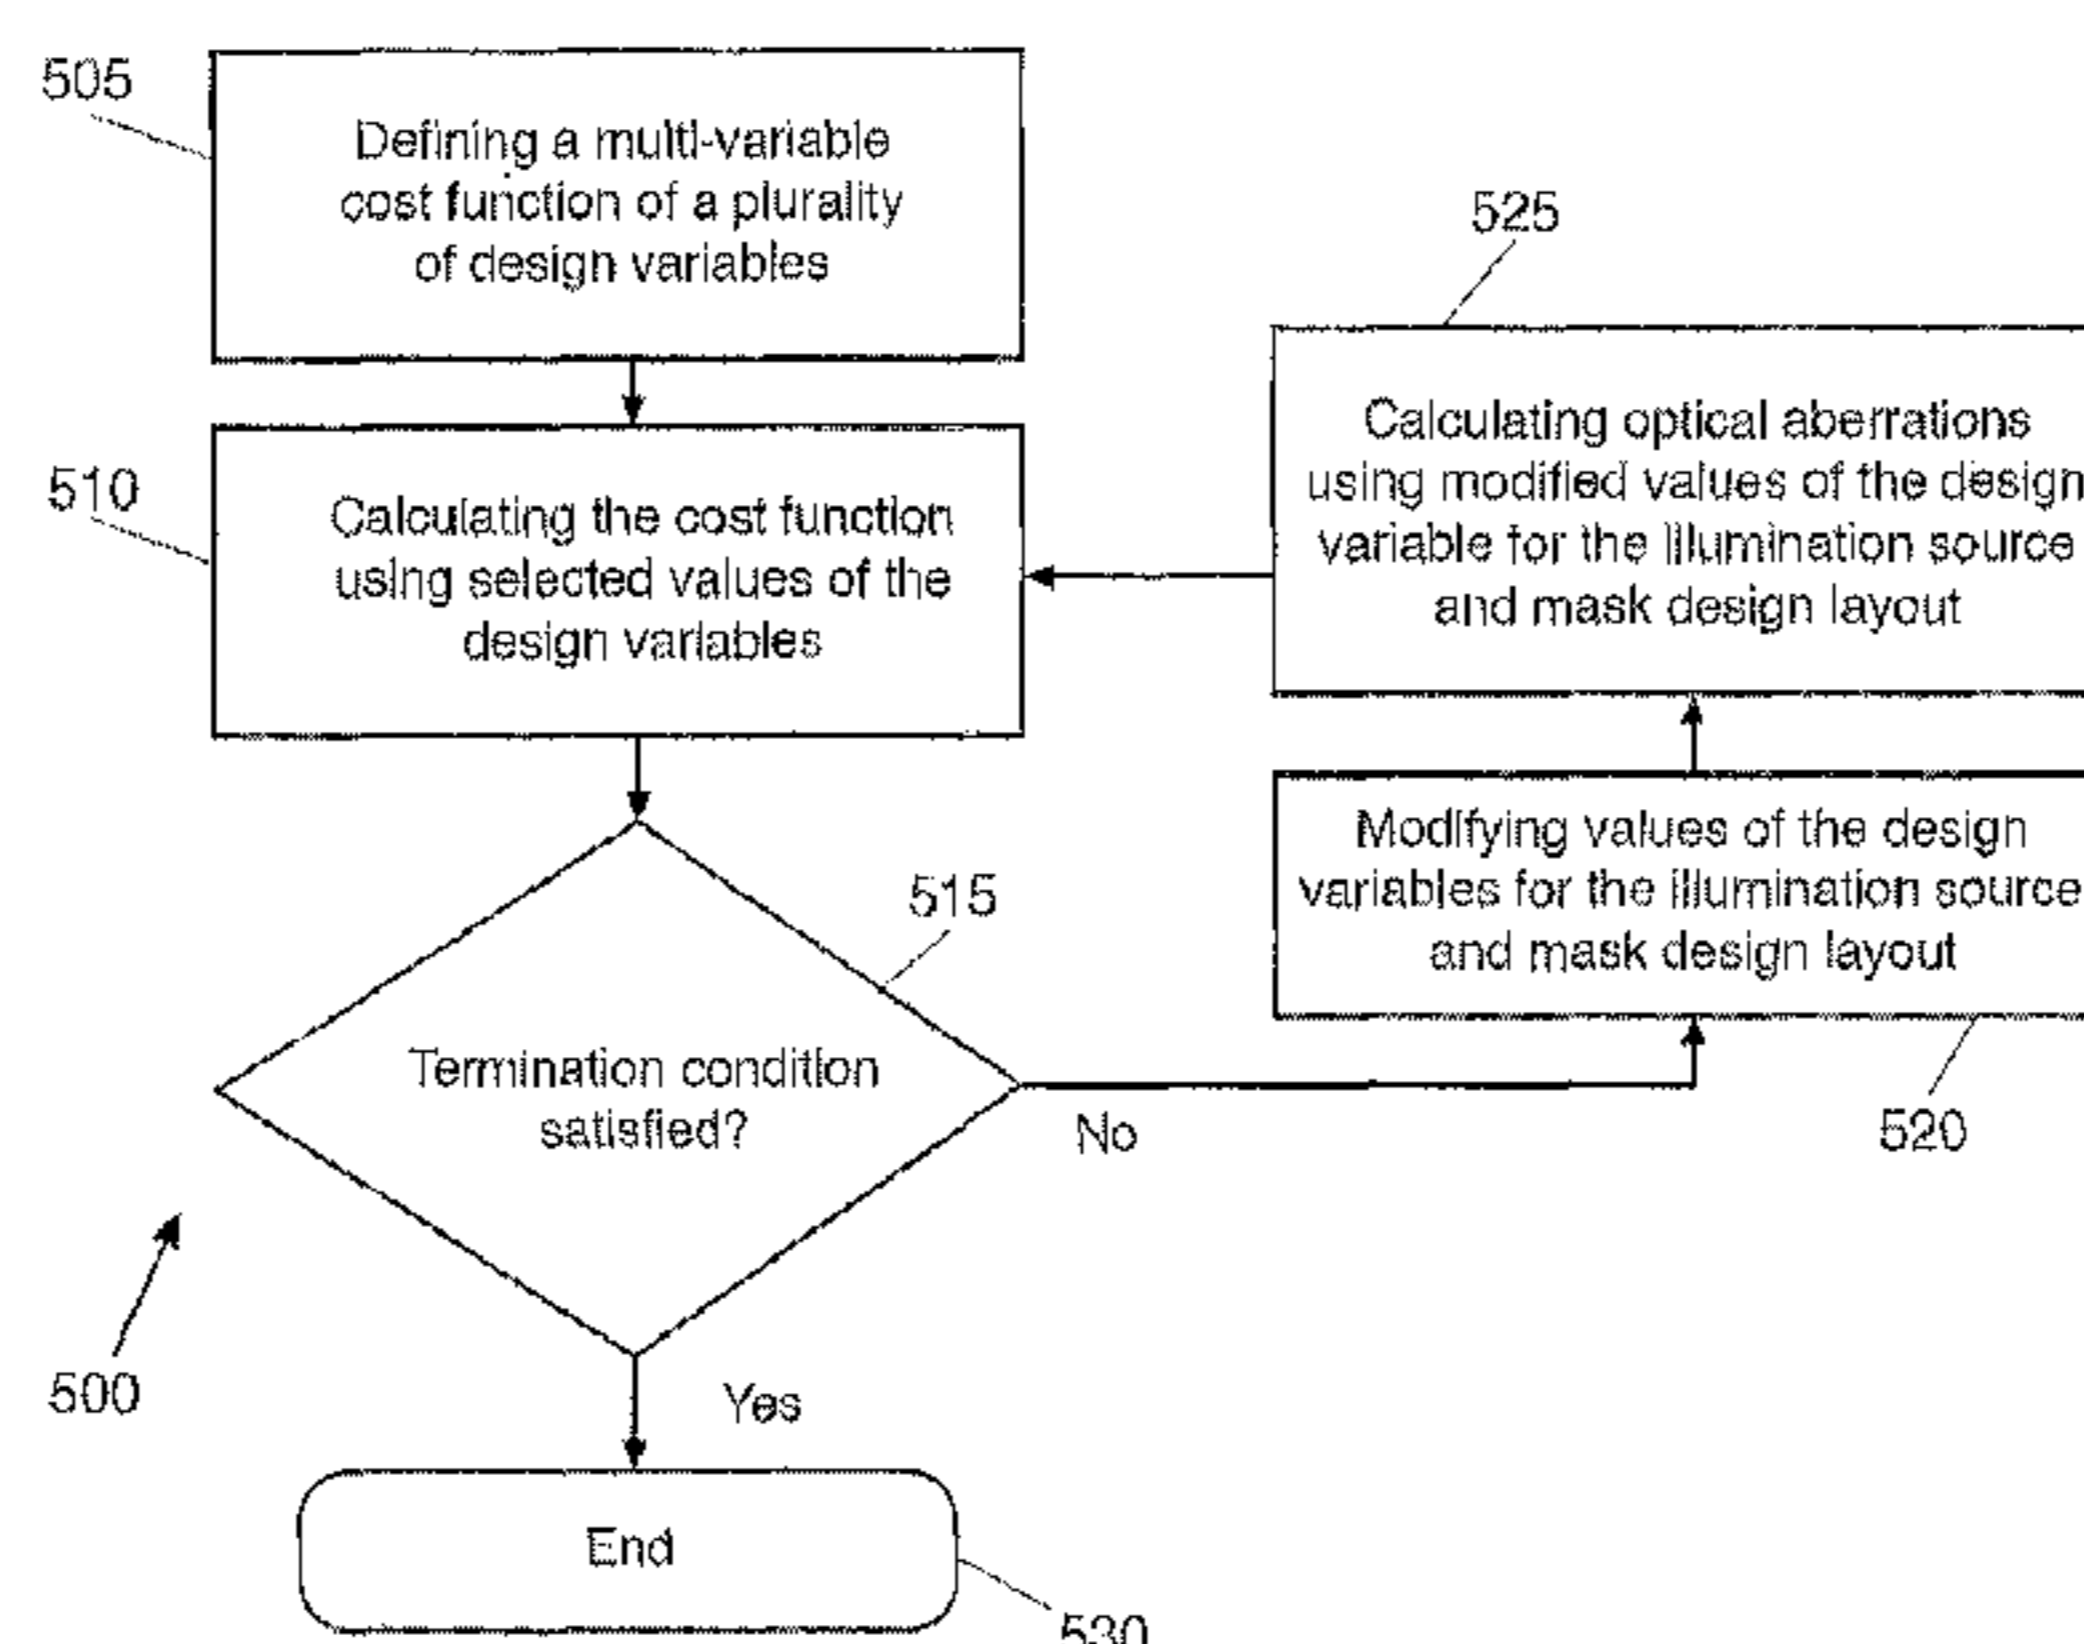 505
Defining a multi-variable
cost function of a plurality
of design variables
510
Calculating the cost function
using selected values of the
design variables
525
Calculating optical aberrations
using modified values of the design
variable for the illumination source
and mask design layout
Modifying values of the design
variables for the illumination source
and mask design layout
520
515
Termination condition
satisfied?
No
Yes
500
End
530